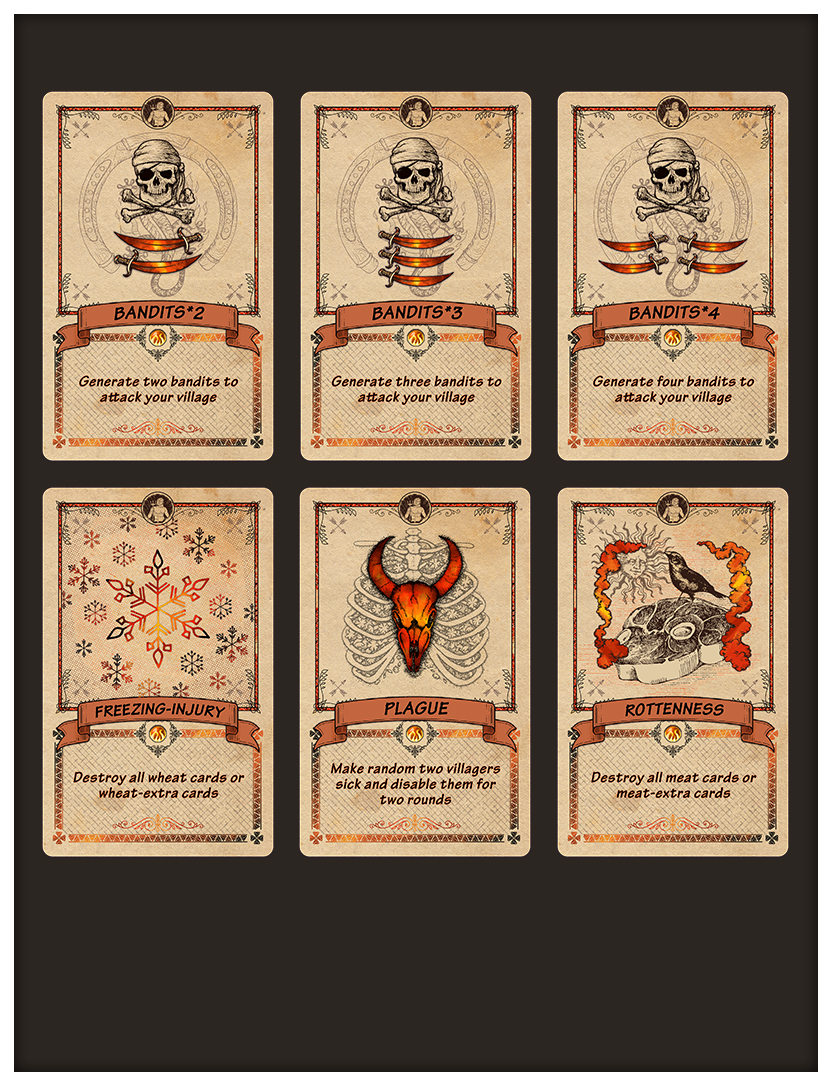 BANDITS*2
Generate two bandits to
attack your village
BANDITS*3
Generate three bandits to
attack your village
BANDITS*4
Generate four bandits to
attack your village
FREEZING-INJURY
Destroy all wheat cards or
wheat-extra cards
PLAGUE
Make random two villagers
sick and disable them for
two rounds
ROTTENNESS
Destroy all meat cards or
meat-extra cards